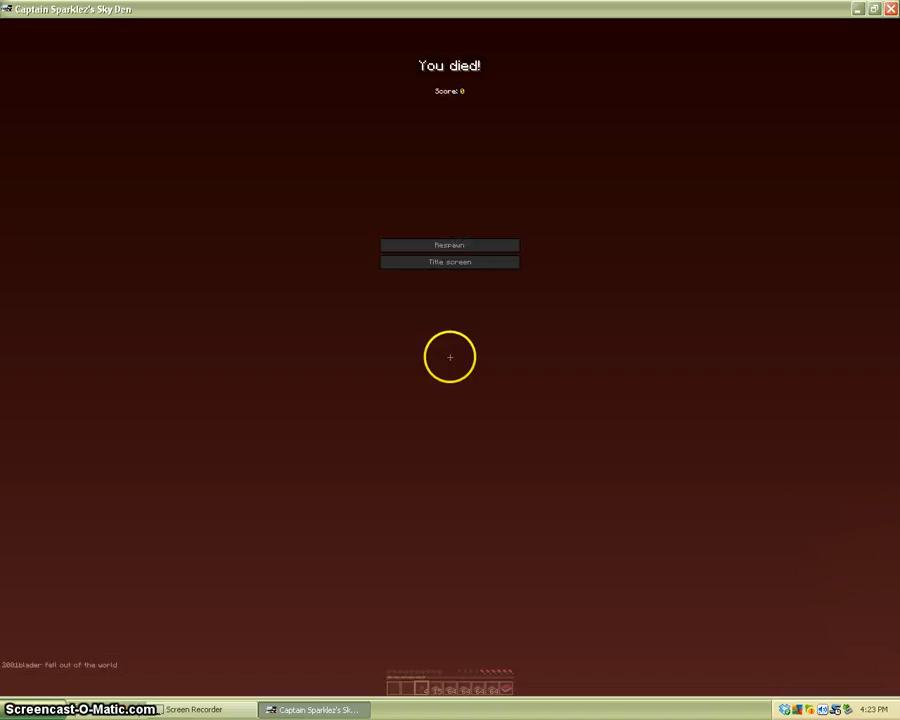 Captain Sparklez's Sky Den
You died!
Score: 0
Respawn
Title screen
2001blader fell out of the world
Screencast-O-Matic.com
Screen Recorder
Captain Sparklez's Sk...
4:23 PM